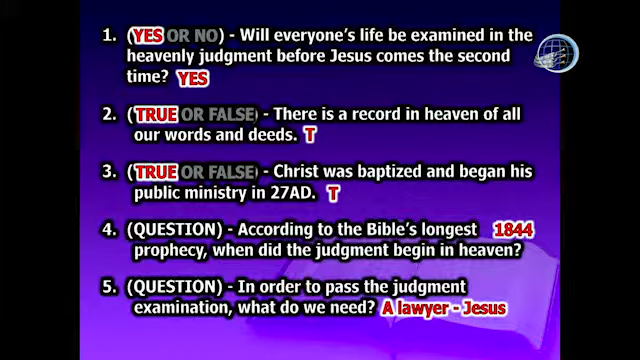 1. (YES OR NO) - Will everyone's life be examined in the
heavenly judgment before Jesus comes the second
time? YES
2. (TRUE OR FALSE) - There is a record in heaven of all
our words and deeds. T
3. (TRUE OR FALSE) - Christ was baptized and began his
public ministry in 27AD. T
4. (QUESTION) - According to the Bible's longest 1844
prophecy, when did the judgment begin in heaven?
5. (QUESTION) - In order to pass the judgment
examination, what do we need? A lawyer - Jesus